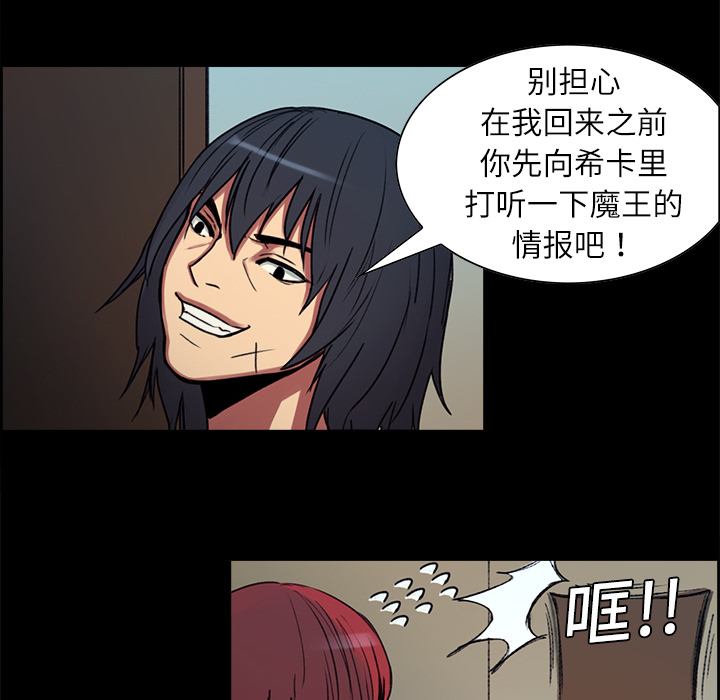 别担心
在我回来之前
你先向希卡里
打听一下魔王的
情报吧！
哐!!